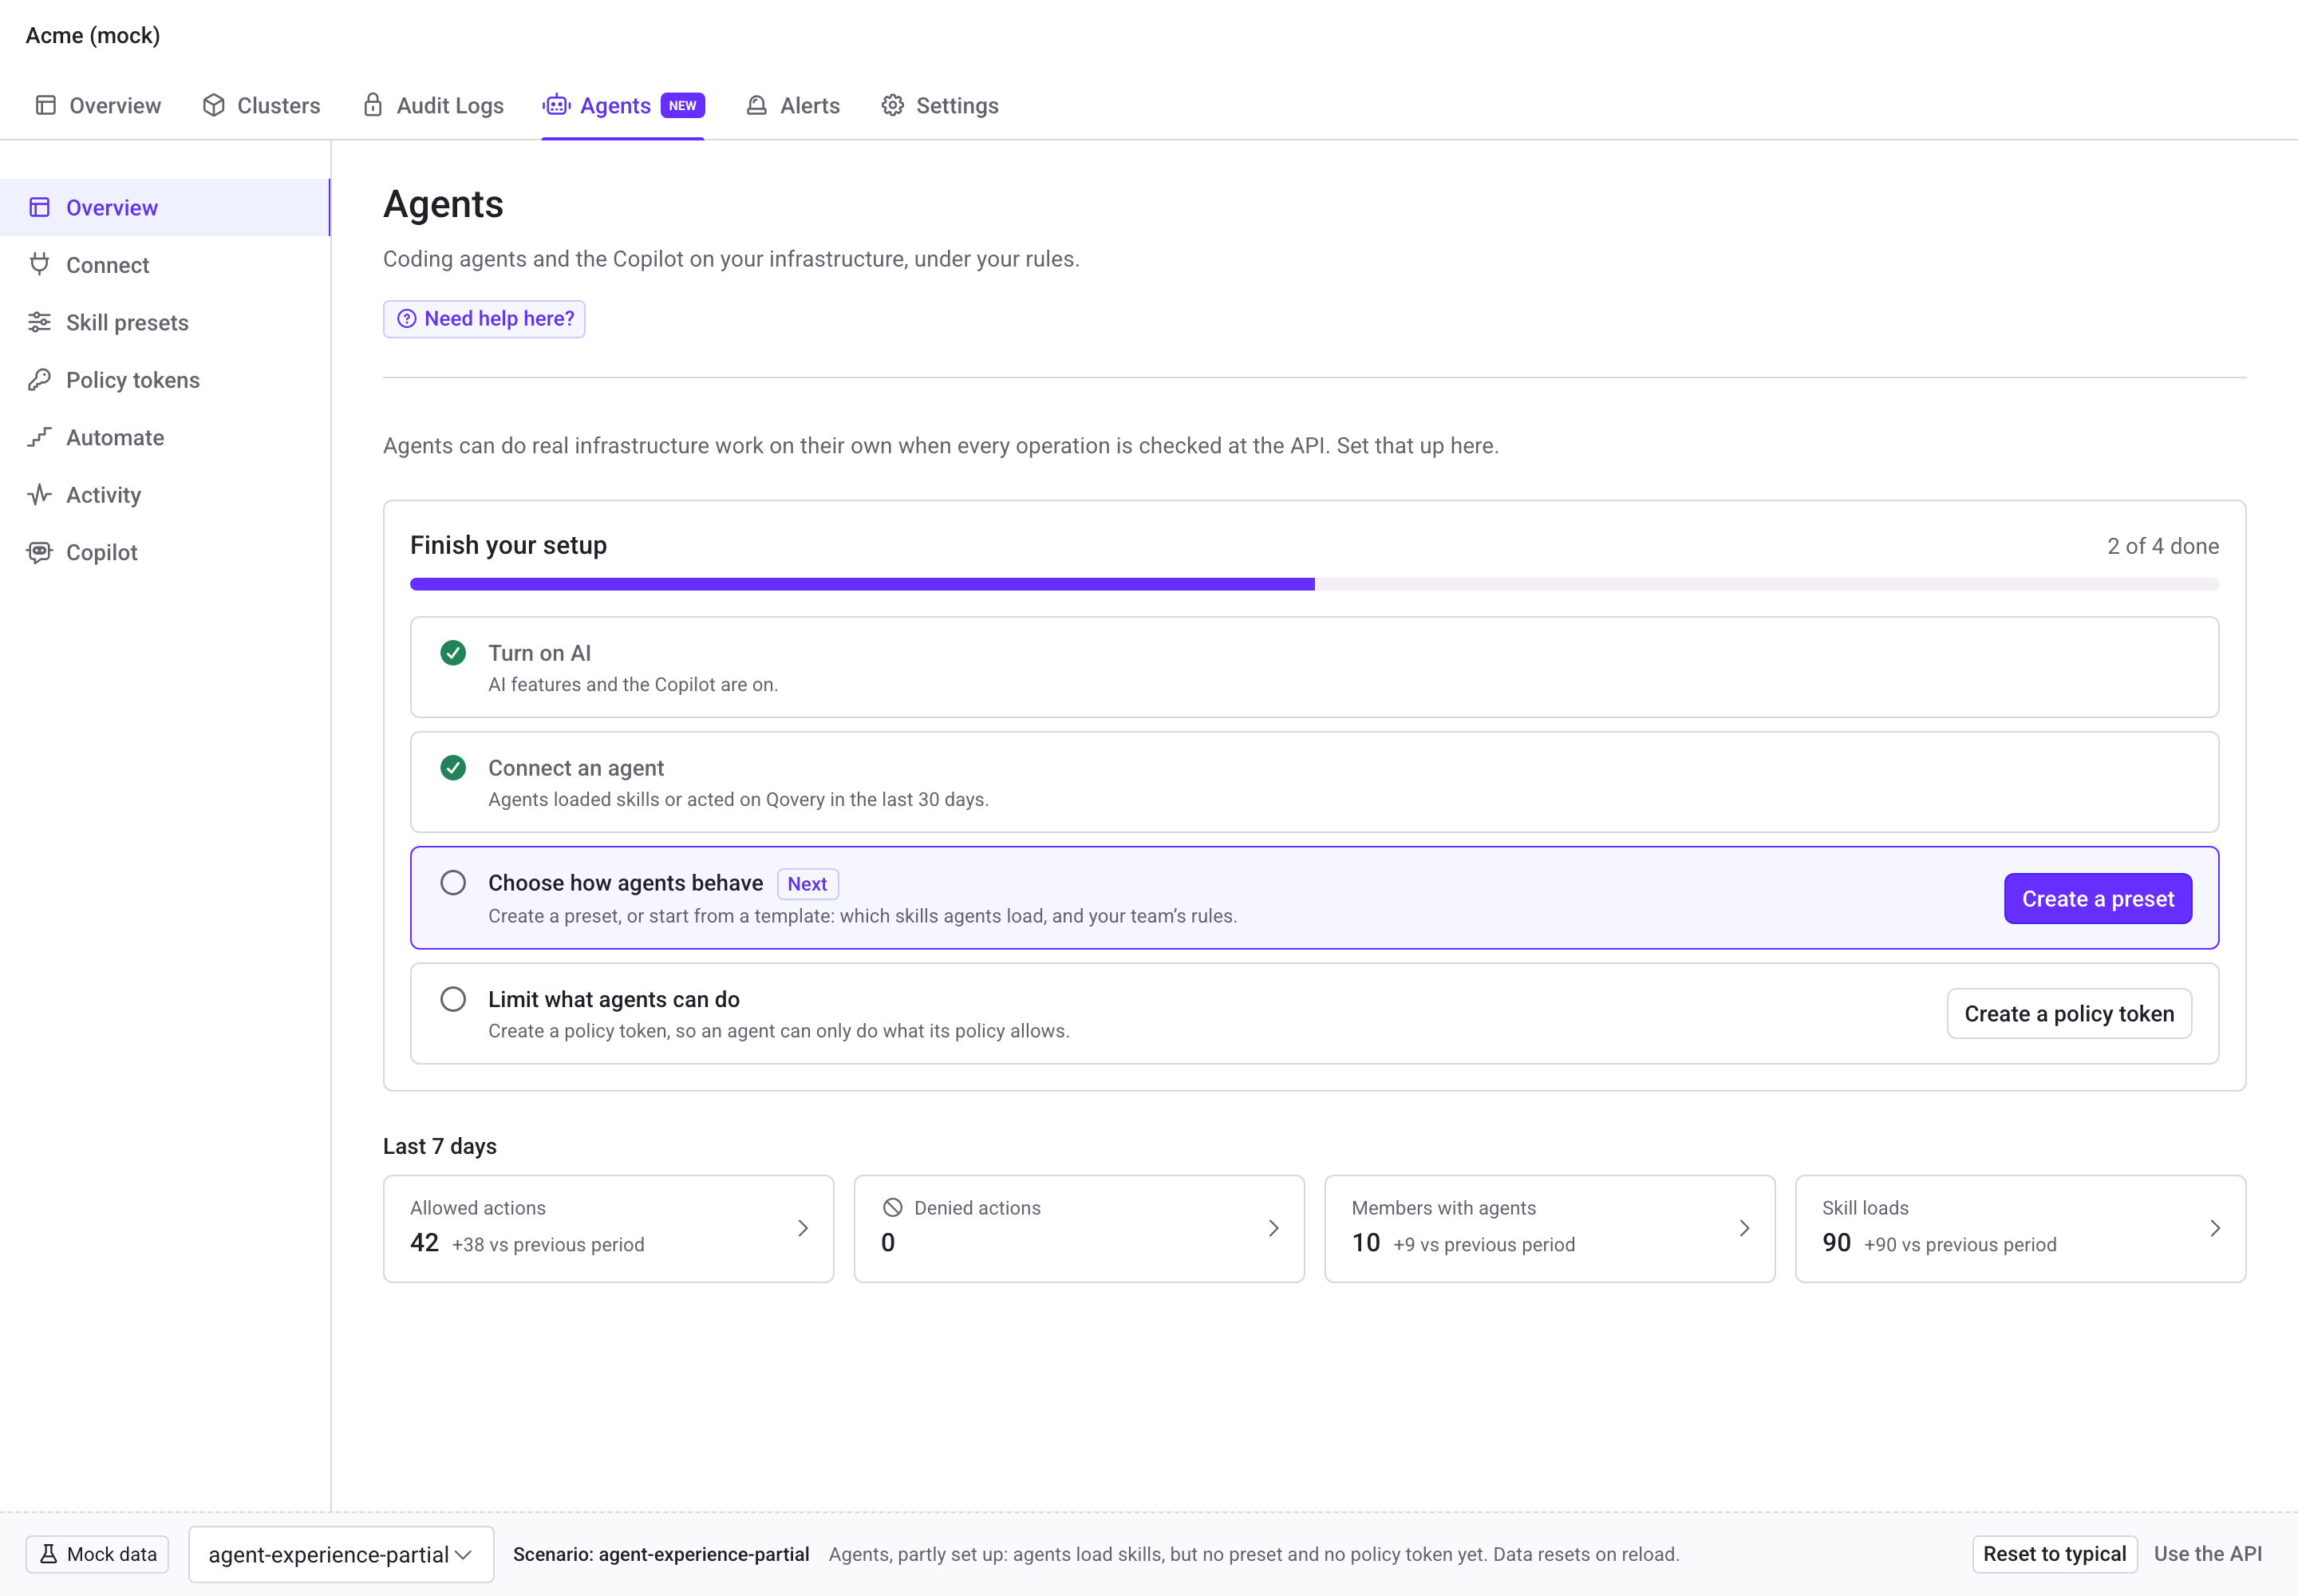 Acme (mock)
Overview
Clusters
Audit Logs
Agents NEW
Alerts
Settings
Overview
Connect
Skill presets
Policy tokens
Automate
Activity
Copilot
Agents
Coding agents and the Copilot on your infrastructure, under your rules.
Need help here?
Agents can do real infrastructure work on their own when every operation is checked at the API. Set that up here.
Finish your setup
2 of 4 done
Turn on AI
AI features and the Copilot are on.
Connect an agent
Agents loaded skills or acted on Qovery in the last 30 days.
Choose how agents behave Next
Create a preset, or start from a template: which skills agents load, and your team’s rules.
Create a preset
Limit what agents can do
Create a policy token, so an agent can only do what its policy allows.
Create a policy token
Last 7 days
Allowed actions
42 +38 vs previous period
Denied actions
0
Members with agents
10 +9 vs previous period
Skill loads
90 +90 vs previous period
Mock data
agent-experience-partial
Scenario: agent-experience-partial
Agents, partly set up: agents load skills, but no preset and no policy token yet. Data resets on reload.
Reset to typical
Use the API